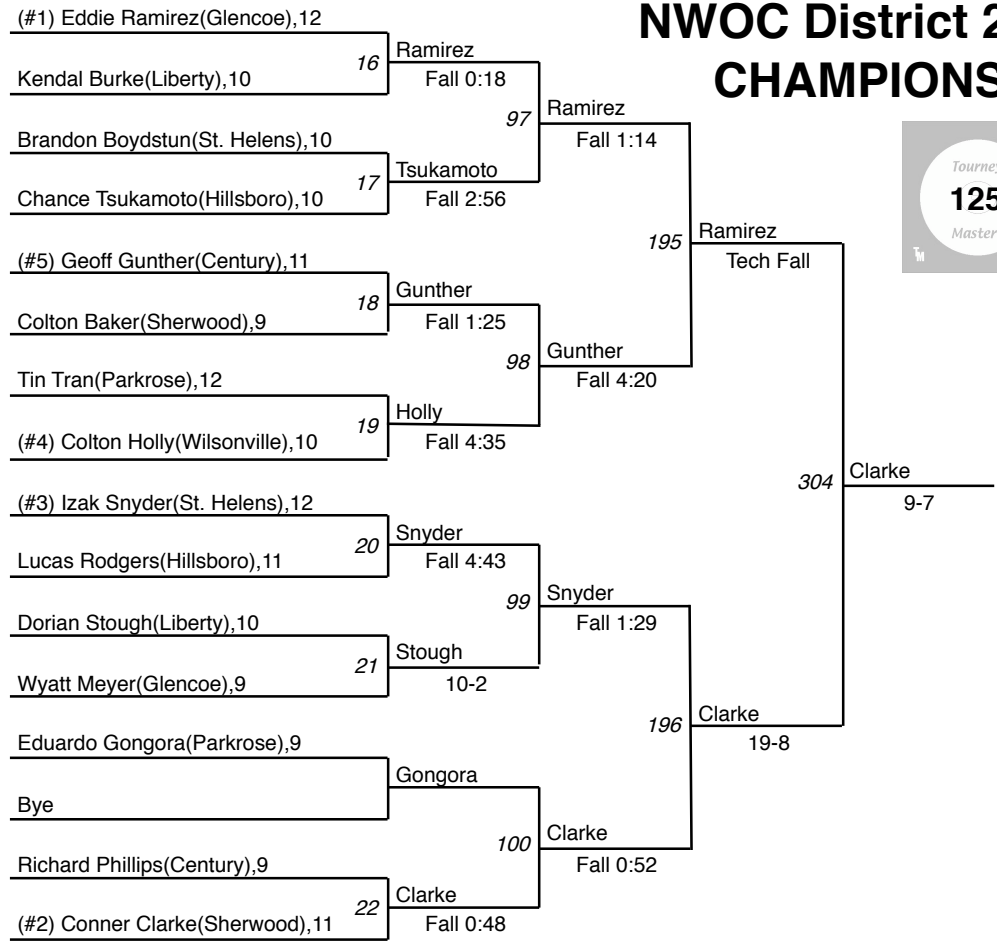 NWOC District 2
CHAMPIONS
Tourney
125
Master
TM
(#1) Eddie Ramirez(Glencoe),12
16
Ramirez
Kendal Burke(Liberty),10
Fall 0:18
97
Ramirez
Brandon Boydstun(St. Helens),10
Fall 1:14
17
Tsukamoto
Chance Tsukamoto(Hillsboro),10
Fall 2:56
195
Ramirez
Tech Fall
(#5) Geoff Gunther(Century),11
18
Gunther
Colton Baker(Sherwood),9
Fall 1:25
98
Gunther
Tin Tran(Parkrose),12
Fall 4:20
19
Holly
(#4) Colton Holly(Wilsonville),10
Fall 4:35
304
Clarke
9-7
(#3) Izak Snyder(St. Helens),12
20
Snyder
Lucas Rodgers(Hillsboro),11
Fall 4:43
99
Snyder
Dorian Stough(Liberty),10
Fall 1:29
21
Stough
Wyatt Meyer(Glencoe),9
10-2
196
Clarke
19-8
Eduardo Gongora(Parkrose),9
Gongora
Bye
100
Clarke
Richard Phillips(Century),9
Fall 0:52
22
Clarke
(#2) Conner Clarke(Sherwood),11
Fall 0:48